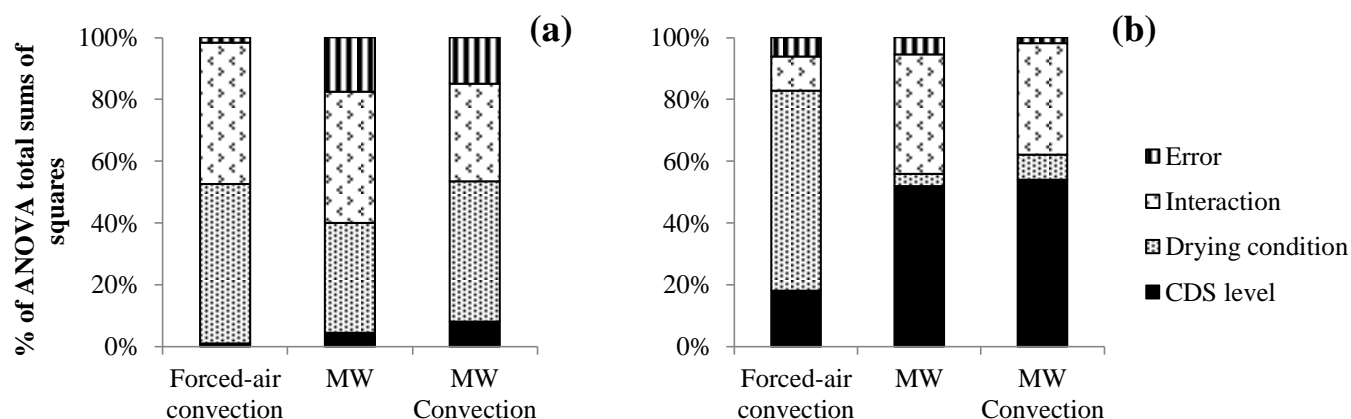 % of ANOVA total sums of
squares
100%
80%
60%
40%
20%
0%
Forced-air
convection
MW
MW
Convection
(a)
100%
80%
60%
40%
20%
0%
Forced-air
convection
MW
MW
Convection
(b)
Error
Interaction
Drying condition
CDS level